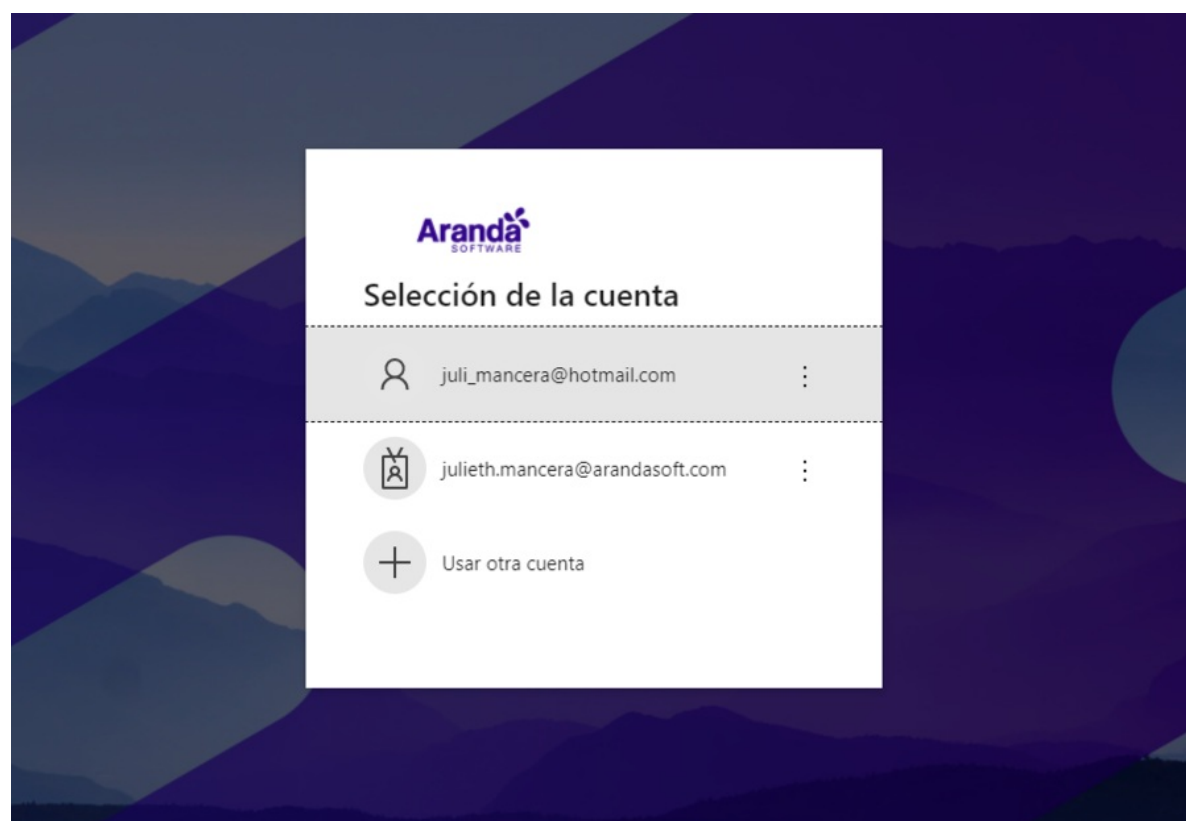 Aranda
SOFTWARE
Selección de la cuenta
juli_mancera@hotmail.com
julieth.mancera@arandasoft.com
Usar otra cuenta